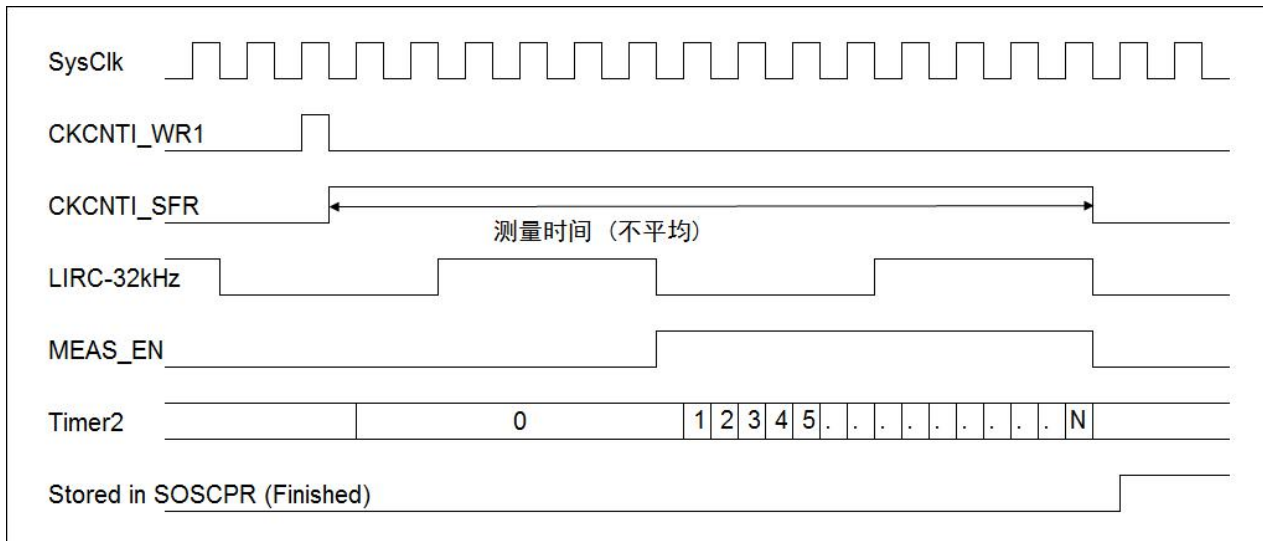 SysClk
CKCNTI_WR1
CKCNTI_SFR
测量时间 (不平均)
LIRC-32kHz
MEAS_EN
Timer2 0 1 2 3 4 5 . . . . . . . . . N
Stored in SOSCPR (Finished)